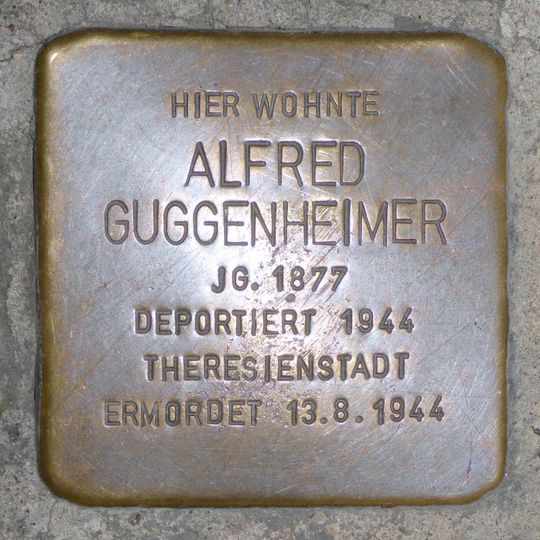 HIER WOHNTE
ALFRED
GUGGENHEIMER
JG. 1877
DEPORTIERT 1944
THERESIENSTADT
ERMORDET 13.8.1944